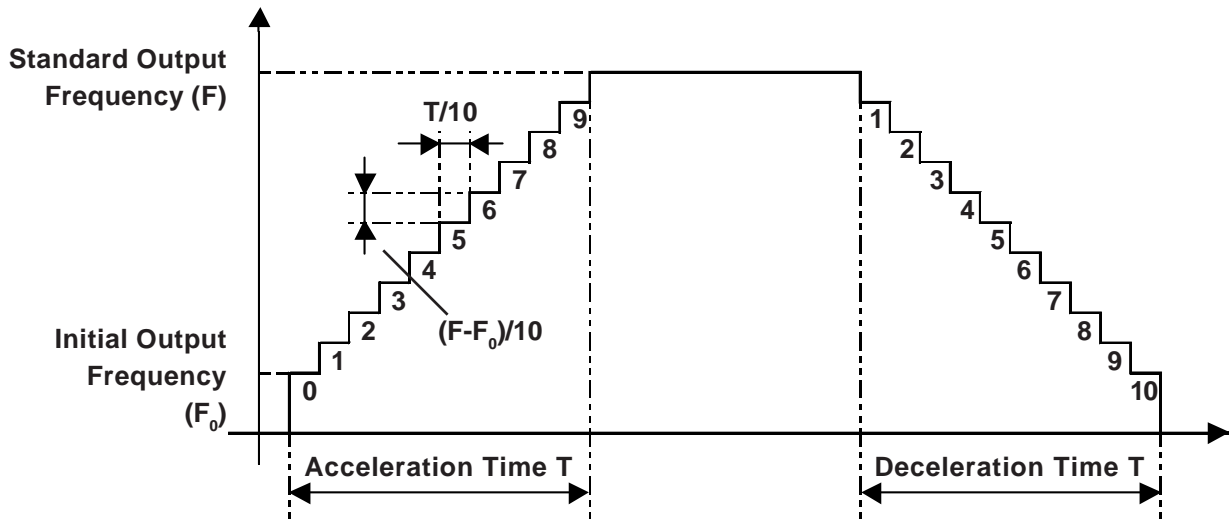 Standard Output
Frequency (F)
T/10
9
8
7
6
5
4
3
2
1
0
(F-F₀)/10
Initial Output
Frequency
(F₀)
1
2
3
4
5
6
7
8
9
10
Acceleration Time T
Deceleration Time T